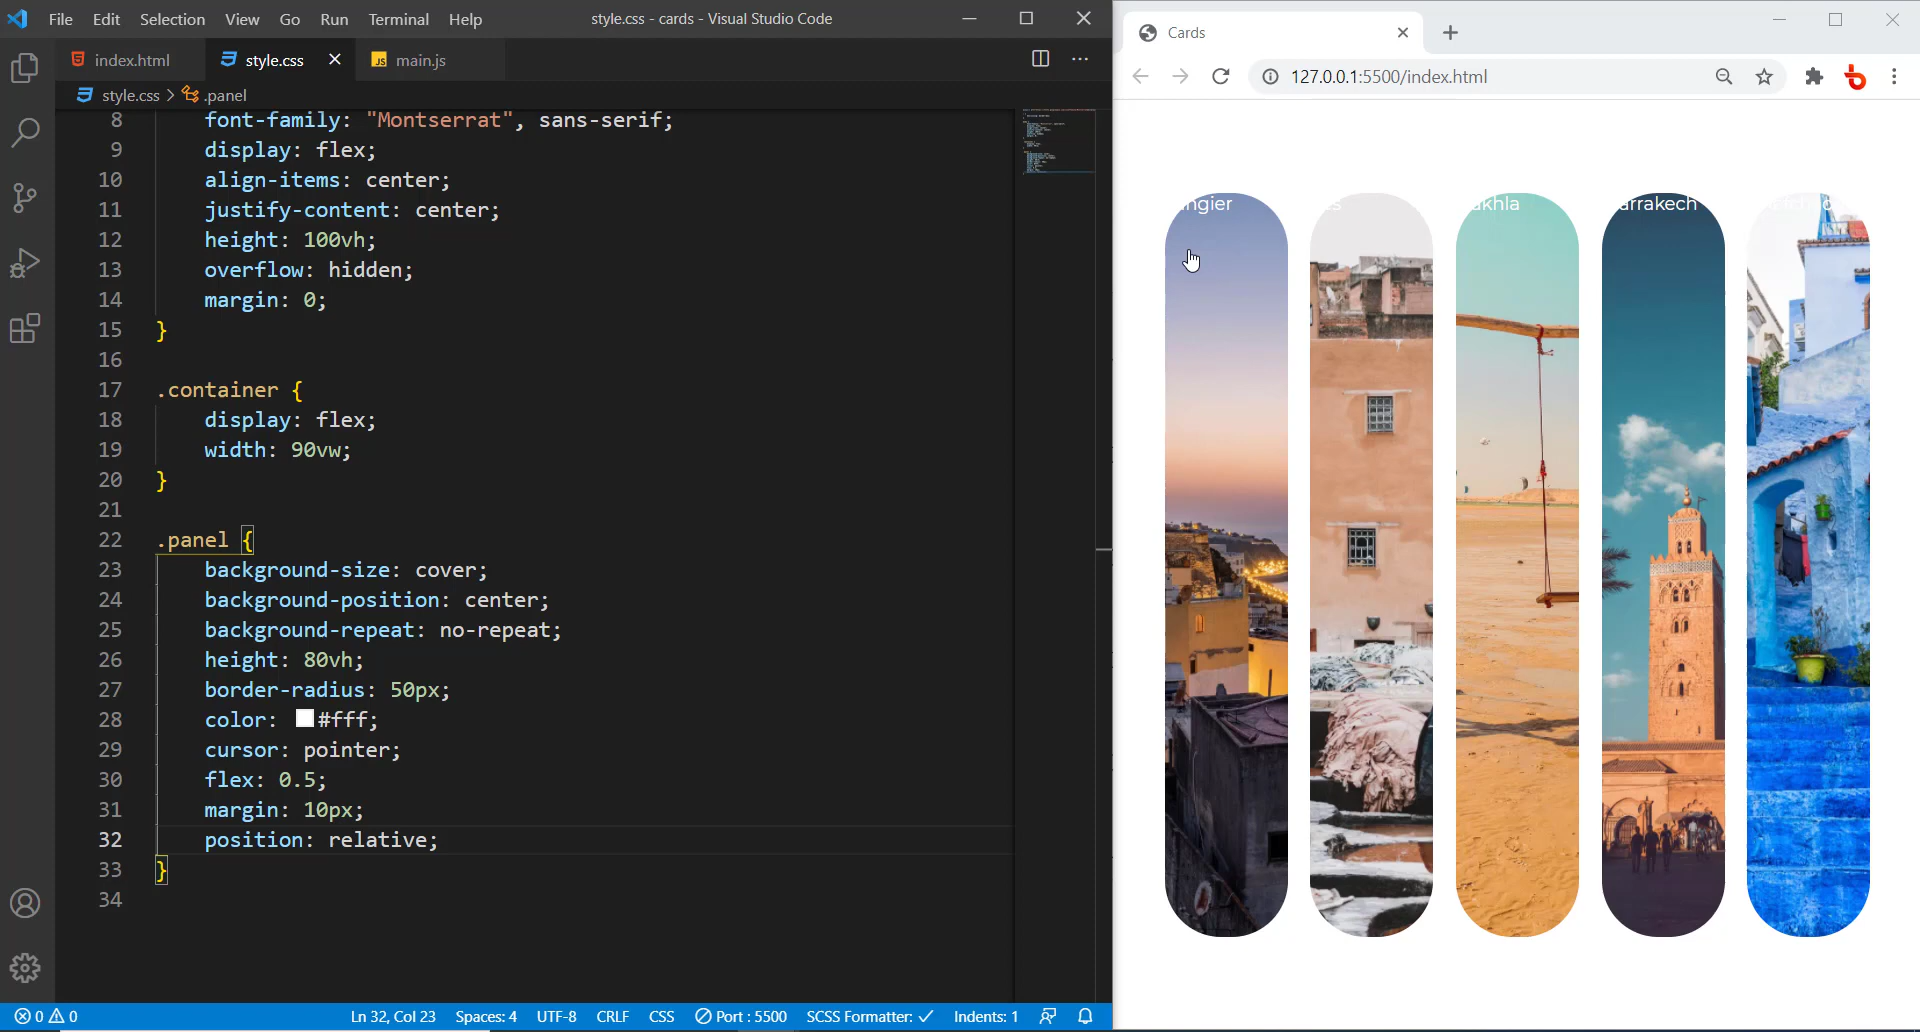 File Edit Selection View Go Run Terminal Help style.css - cards - Visual Studio Code
index.html style.css main.js
style.css > .panel
8 font-family: "Montserrat", sans-serif;
9 display: flex;
10 align-items: center;
11 justify-content: center;
12 height: 100vh;
13 overflow: hidden;
14 margin: 0;
15 }
16
17 .container {
18 display: flex;
19 width: 90vw;
20 }
21
22 .panel {
23 background-size: cover;
24 background-position: center;
25 background-repeat: no-repeat;
26 height: 80vh;
27 border-radius: 50px;
28 color: #fff;
29 cursor: pointer;
30 flex: 0.5;
31 margin: 10px;
32 position: relative;
33 }
34
0 0 Ln 32, Col 23 Spaces: 4 UTF-8 CRLF CSS Port : 5500 SCSS Formatter: ✓ Indents: 1
Cards
127.0.0.1:5500/index.html
ngier akhla arrakech